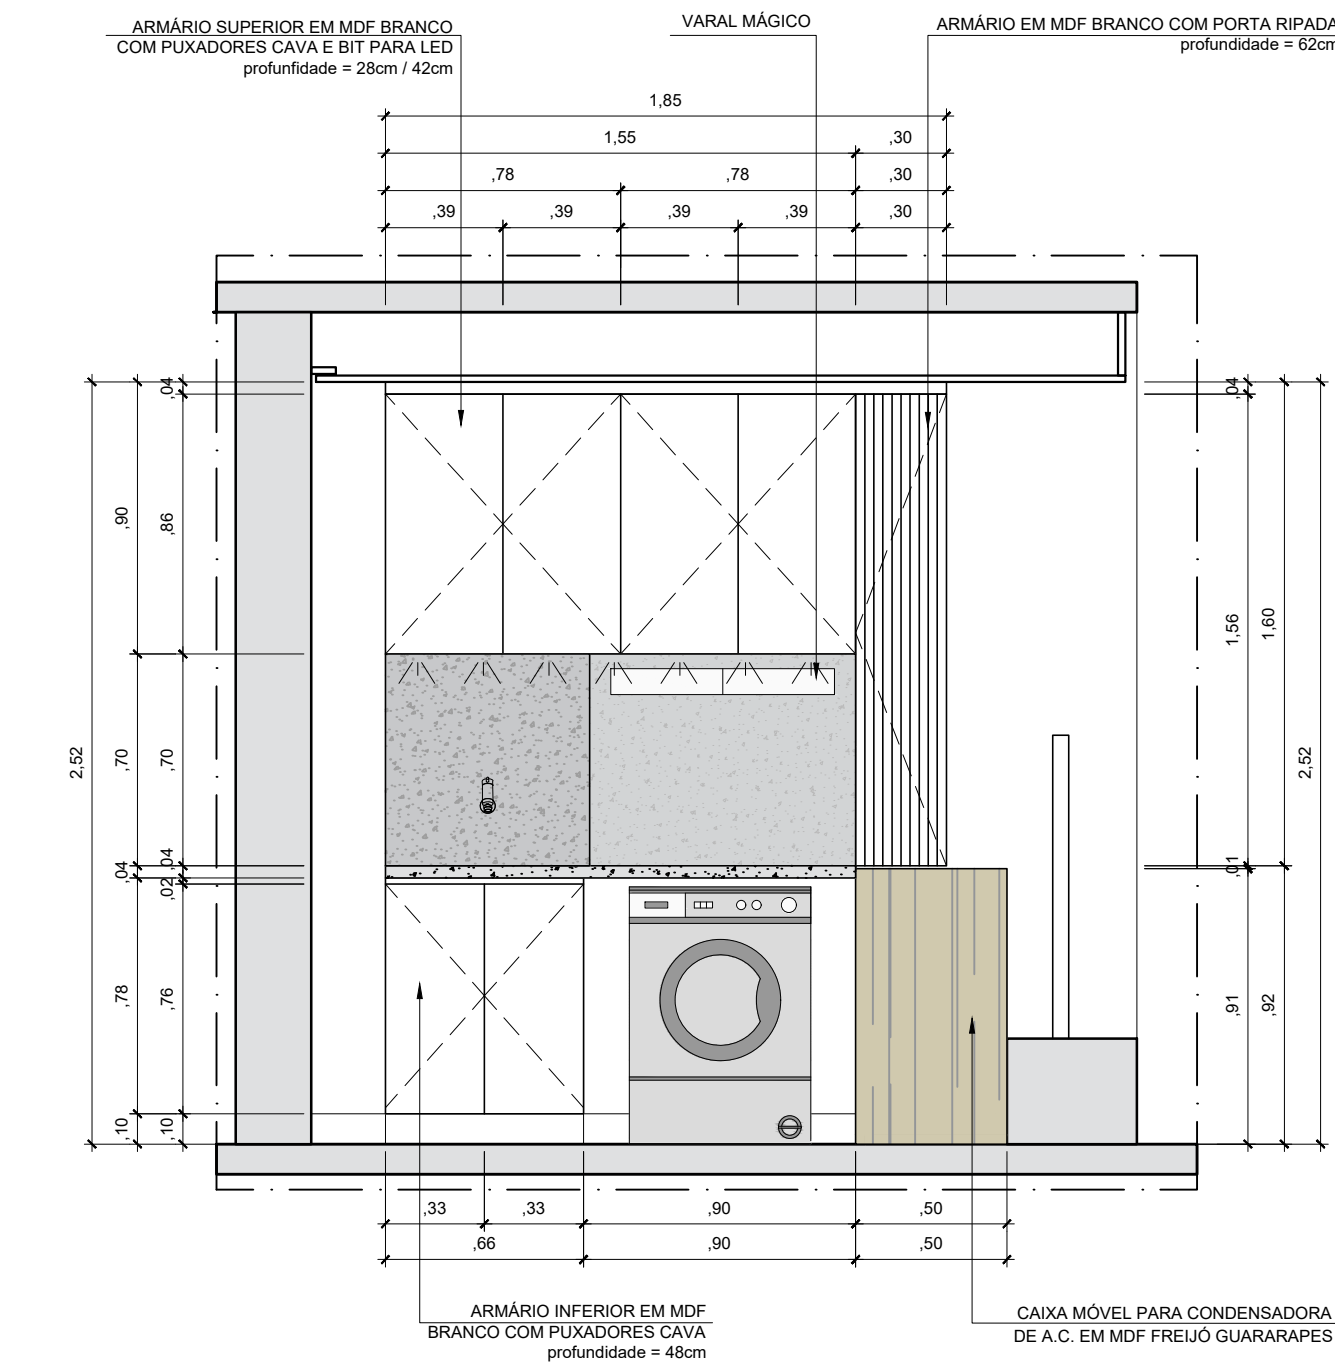 ARMÁRIO SUPERIOR EM MDF BRANCO
COM PUXADORES CAVA E BIT PARA LED
profunfidade = 28cm / 42cm
VARAL MÁGICO
ARMÁRIO EM MDF BRANCO COM PORTA RIPADA
profundidade = 62cm
1,85
1,55 ,30
,78 ,78 ,30
,39 ,39 ,39 ,39 ,30
2,52
,90
,70
,04
,78
,10
,04
,86
,70
,04
,02
,76
,10
,04
1,56
,01
,91
1,60
,92
2,52
,33 ,33 ,90 ,50
,66 ,90 ,50
ARMÁRIO INFERIOR EM MDF
BRANCO COM PUXADORES CAVA
profundidade = 48cm
CAIXA MÓVEL PARA CONDENSADORA
DE A.C. EM MDF FREIJÓ GUARARAPES